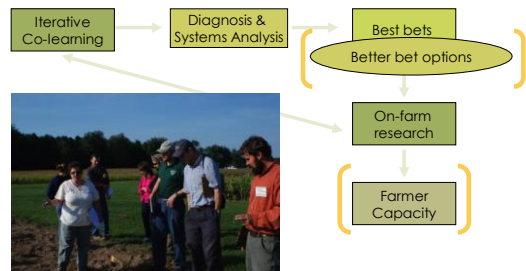 Iterative
Co-learning
Diagnosis &
Systems Analysis
Best bets
Better bet options
On-farm
research
Farmer
Capacity